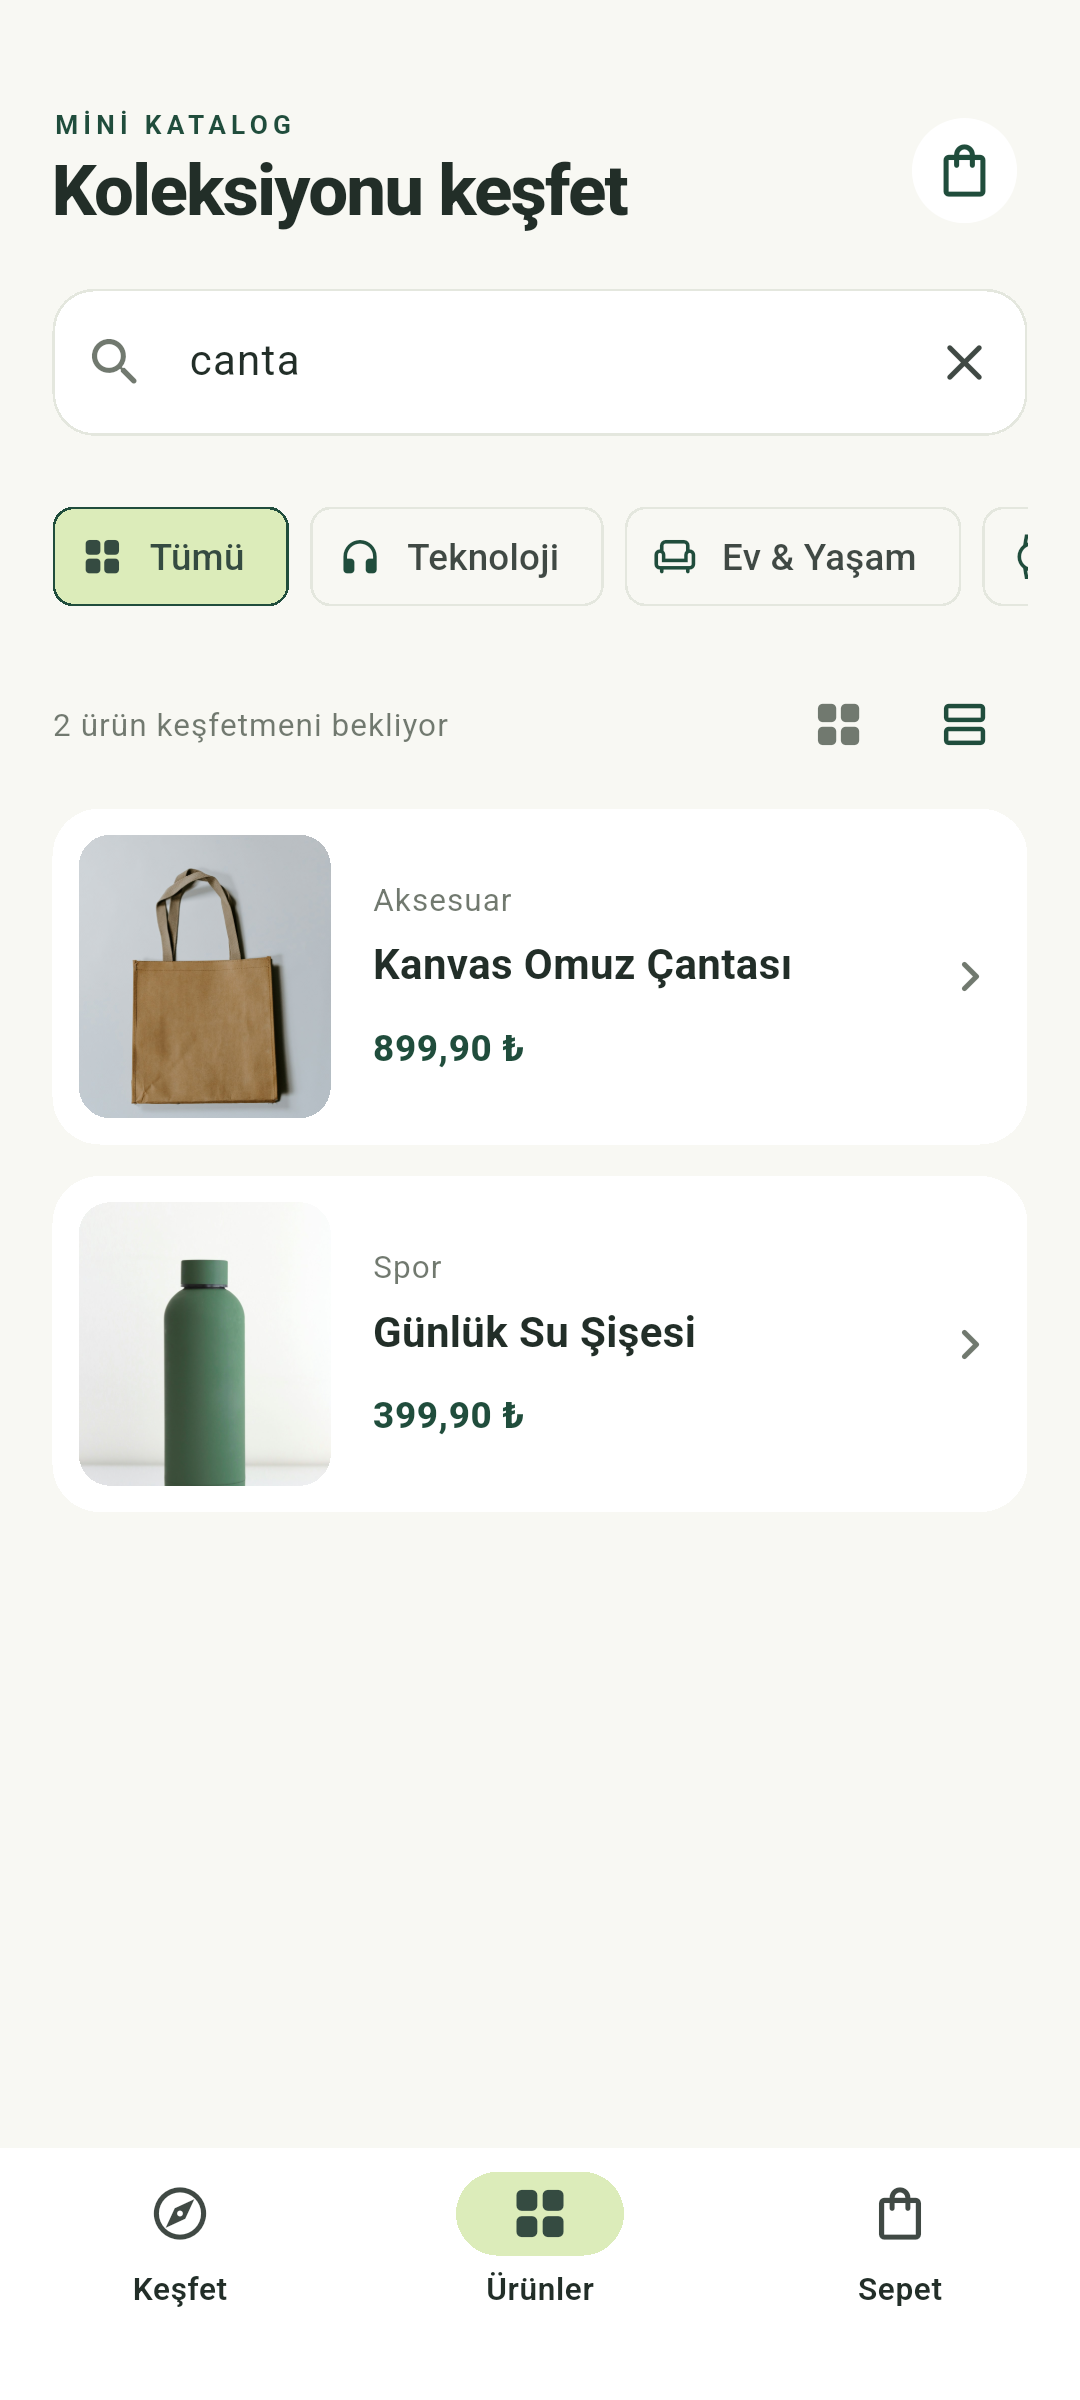 MİNİ KATALOG
Koleksiyonu keşfet
canta
Tümü
Teknoloji
Ev & Yaşam
2 ürün keşfetmeni bekliyor
Aksesuar
Kanvas Omuz Çantası
899,90 ₺
Spor
Günlük Su Şişesi
399,90 ₺
Keşfet
Ürünler
Sepet